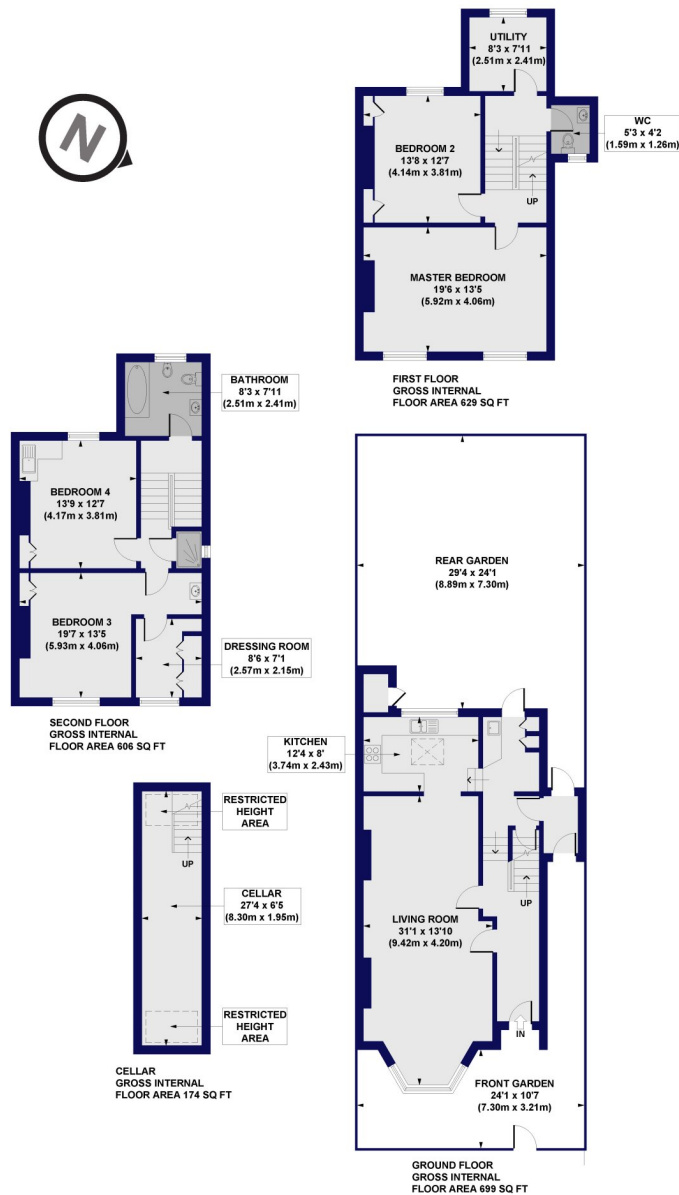 UTILITY
8'3 x 7'11
(2.51m x 2.41m)
N
BEDROOM 2
13'8 x 12'7
(4.14m x 3.81m)
WC
5'3 x 4'2
(1.59m x 1.26m)
UP
MASTER BEDROOM
19'6 x 13'5
(5.92m x 4.06m)
FIRST FLOOR
GROSS INTERNAL
FLOOR AREA 629 SQ FT
BATHROOM
8'3 x 7'11
(2.51m x 2.41m)
BEDROOM 4
13'9 x 12'7
(4.17m x 3.81m)
BEDROOM 3
19'7 x 13'5
(5.93m x 4.06m)
DRESSING ROOM
8'6 x 7'1
(2.57m x 2.15m)
SECOND FLOOR
GROSS INTERNAL
FLOOR AREA 606 SQ FT
REAR GARDEN
29'4 x 24'1
(8.89m x 7.30m)
KITCHEN
12'4 x 8'
(3.74m x 2.43m)
RESTRICTED
HEIGHT
AREA
UP
CELLAR
27'4 x 6'5
(8.30m x 1.95m)
RESTRICTED
HEIGHT
AREA
CELLAR
GROSS INTERNAL
FLOOR AREA 174 SQ FT
UP
LIVING ROOM
31'1 x 13'10
(9.42m x 4.20m)
IN
FRONT GARDEN
24'1 x 10'7
(7.30m x 3.21m)
GROUND FLOOR
GROSS INTERNAL
FLOOR AREA 699 SQ FT